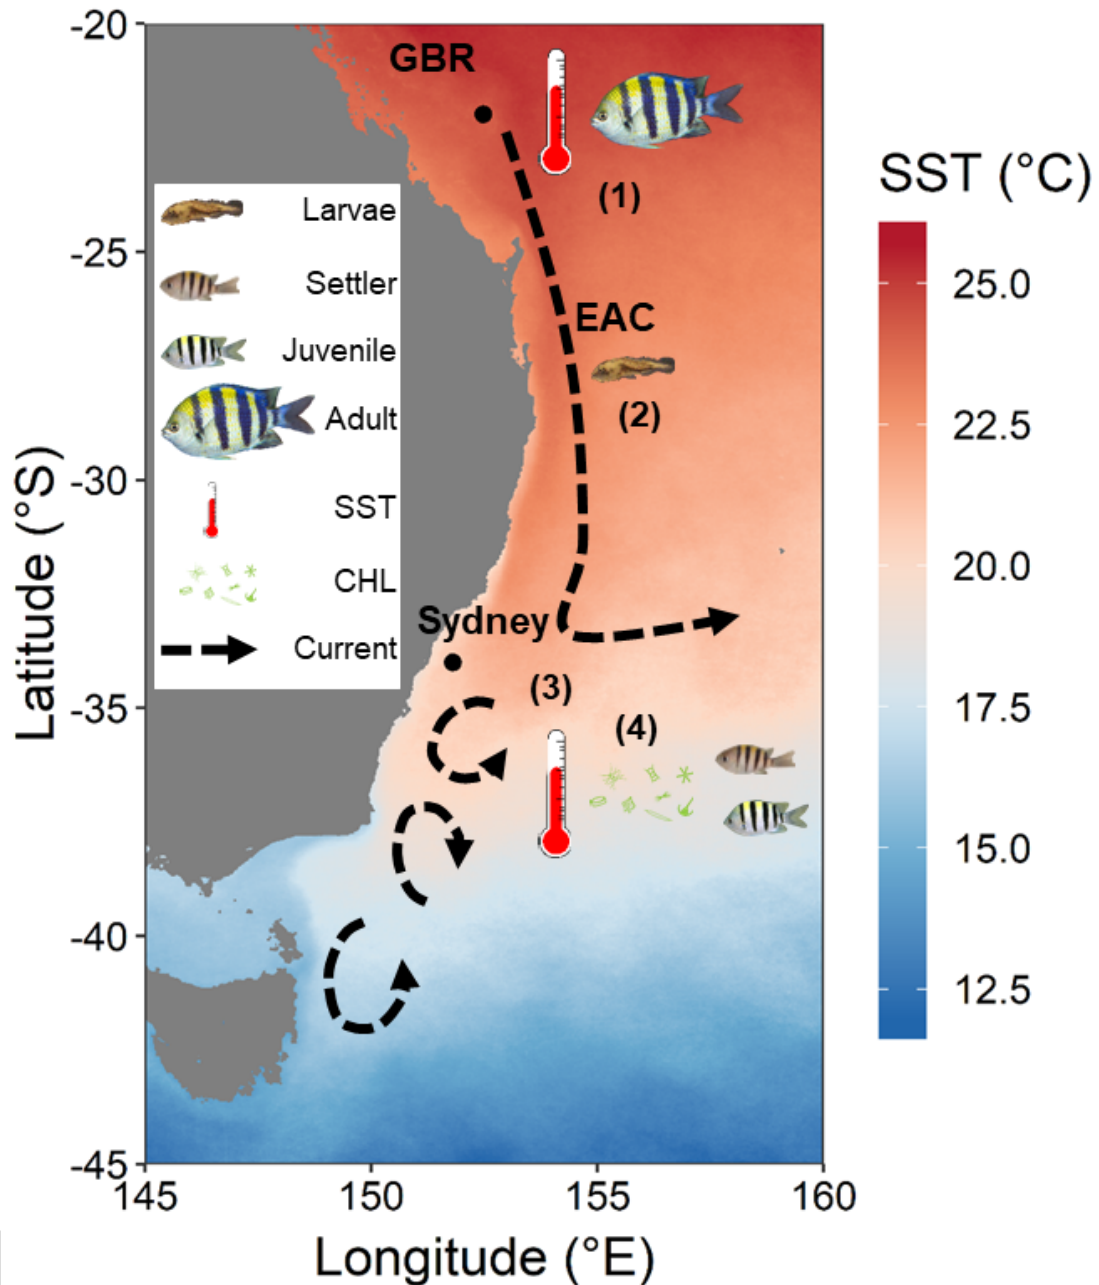 -20
GBR
SST (°C)
(1)
Larvae
-25
Settler
25.0
EAC
Juvenile
(2)
Adult
22.5
-30
SST
20.0
CHL
Sydney
Current
(3)
-35
17.5
(4)
15.0
-40
12.5
-45
145
150
155
160
Latitude (°S)
Longitude (°E)